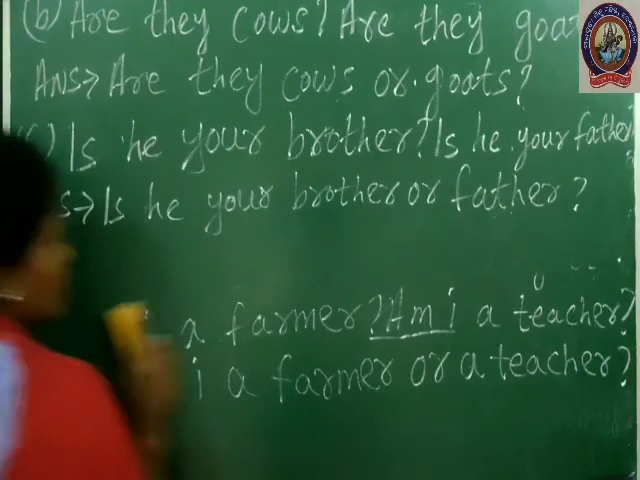 (b) Are they cows? Are they goat
Ans> Are they cows or goats?
Is he your brother? Is he your father
s> Is he your brother or father?
a farmer? Am i a teacher?
i a farmer or a teacher?